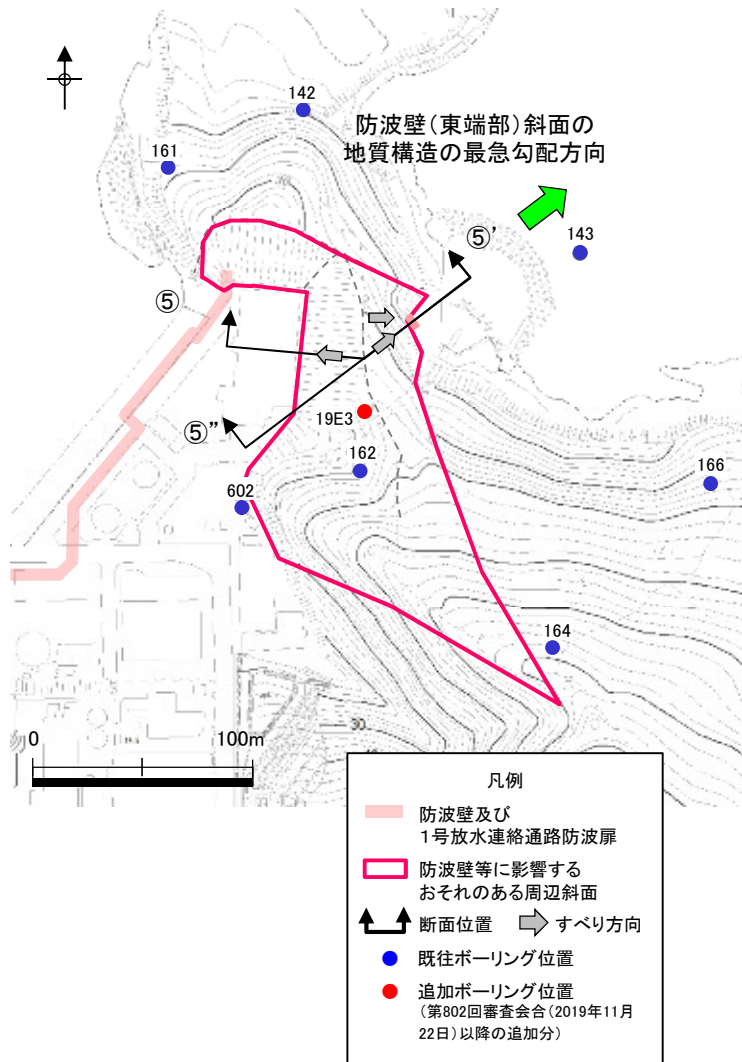 142
防波壁(東端部)斜面の
地質構造の最急勾配方向
161
143
⑤'
⑤
19E3
⑤"
162
166
602
164
30
0
100m
凡例
防波壁及び
1号放水連絡通路防波扉
防波壁等に影響する
おそれのある周辺斜面
断面位置 すべり方向
既往ボーリング位置
追加ボーリング位置
(第802回審査会合(2019年11月
22日)以降の追加分)